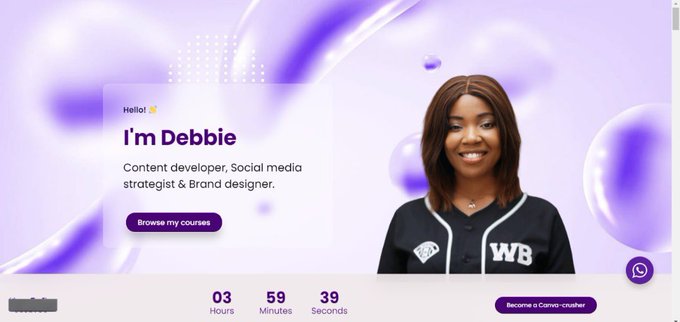 Hello! 👋
I'm Debbie
Content developer, Social media
strategist & Brand designer.
Browse my courses
WB
03 59 39
Hours Minutes Seconds
Become a Canva-crusher